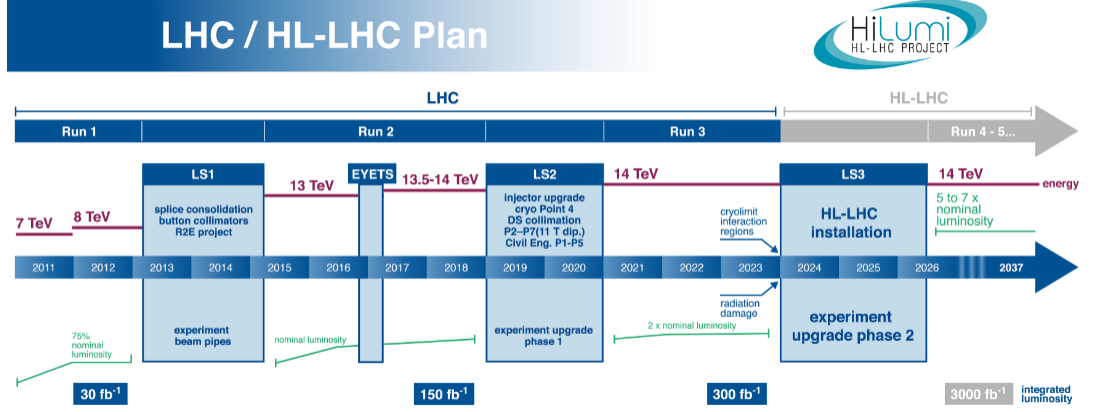 LHC / HL-LHC Plan
HiLumi
HL-LHC PROJECT
LHC
HL-LHC
Run 1
Run 2
Run 3
Run 4 - 5...
LS1
EYETS
LS2
LS3
7 TeV
8 TeV
13 TeV
13.5-14 TeV
14 TeV
14 TeV
energy
splice consolidation
button collimators
R2E project
injector upgrade
cryo Point 4
DS collimation
P2–P7(11 T dip.)
Civil Eng. P1-P5
cryolimit
interaction
regions
HL-LHC
installation
5 to 7 x
nominal
luminosity
2011 2012 2013 2014 2015 2016 2017 2018 2019 2020 2021 2022 2023 2024 2025 2026 2037
75%
nominal
luminosity
experiment
beam pipes
nominal luminosity
experiment upgrade
phase 1
2 x nominal luminosity
radiation
damage
experiment
upgrade phase 2
30 fb-1
150 fb-1
300 fb-1
3000 fb-1
integrated
luminosity